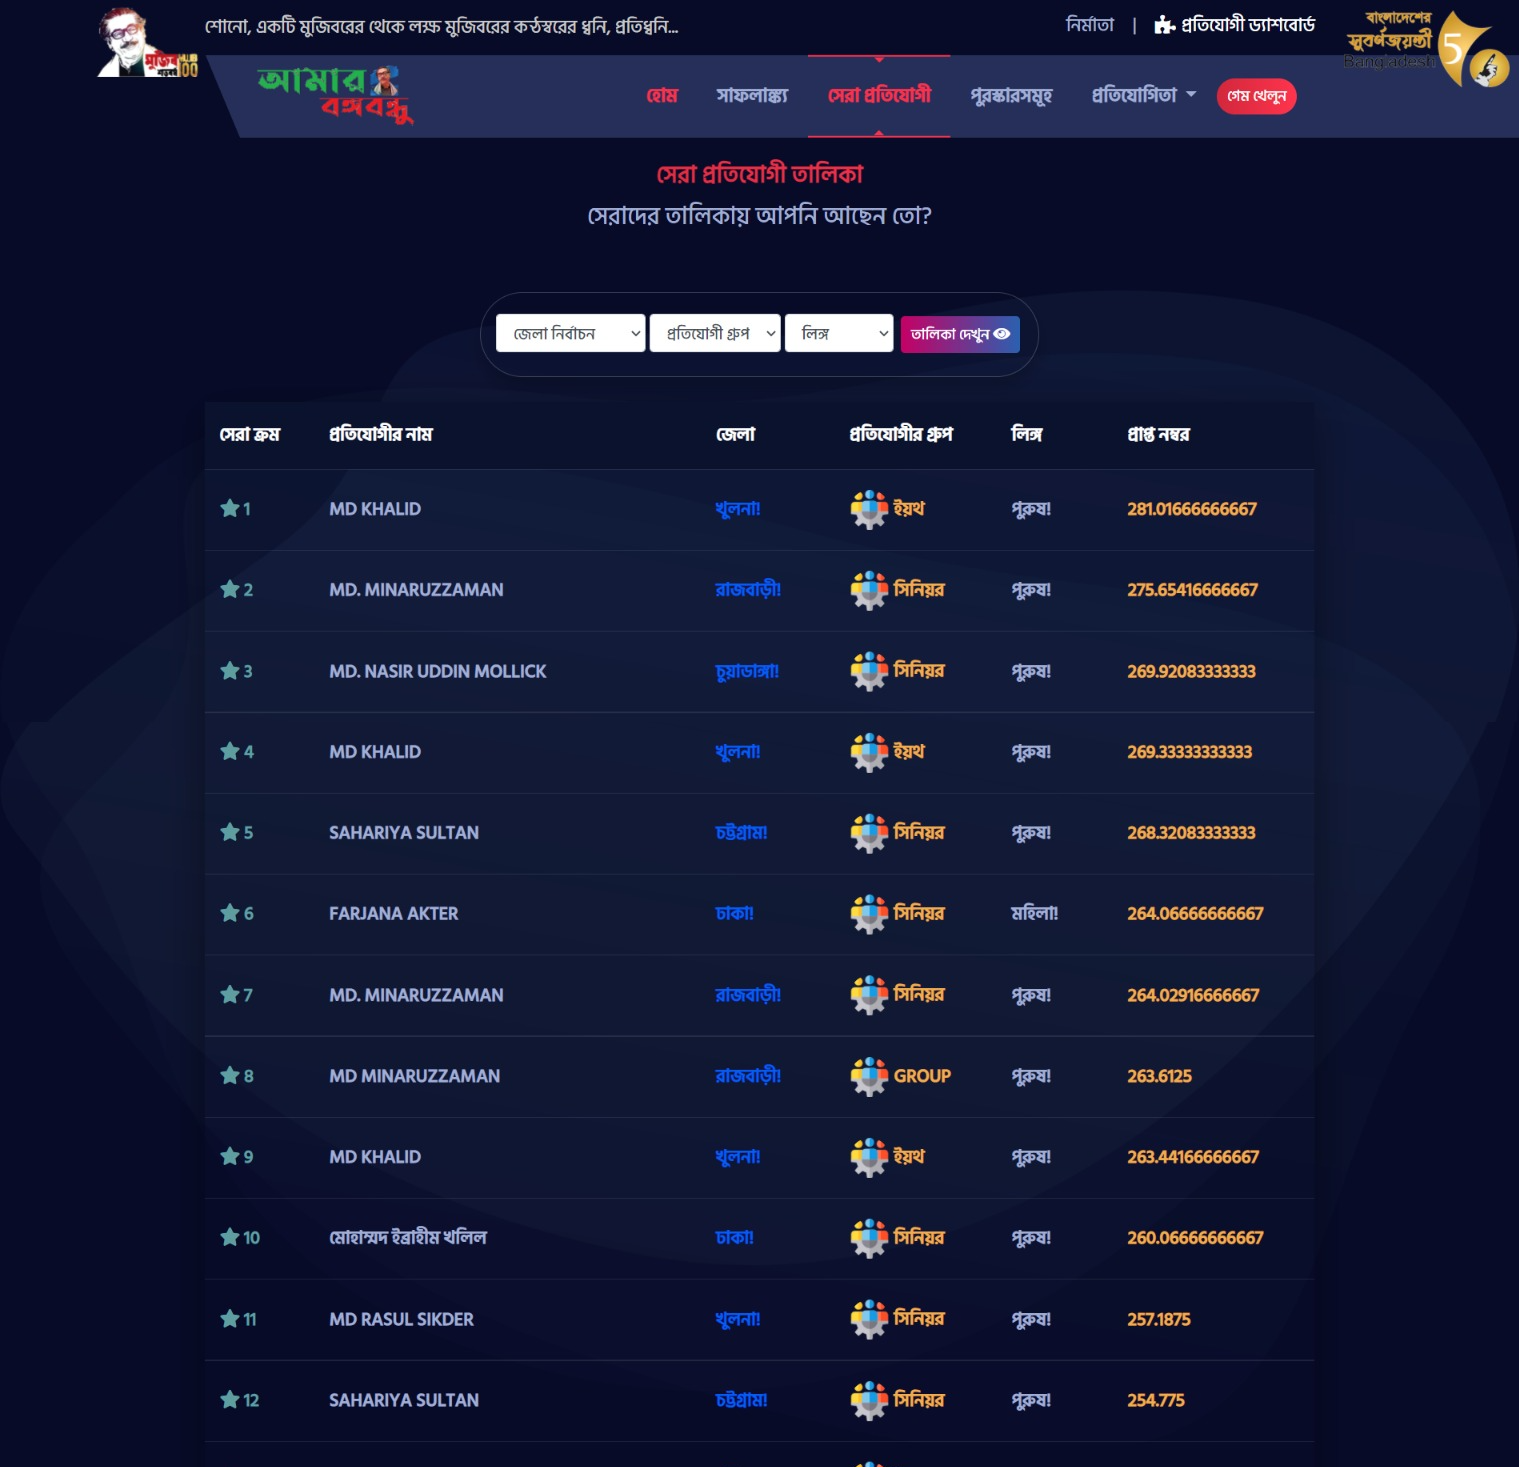 শোনো, একটি মুজিবরের থেকে লক্ষ মুজিবরের কন্ঠস্বরের ধ্বনি, প্রতিধ্বনি...
নির্মাতা | প্রতিযোগী ড্যাশবোর্ড
বাংলাদেশের
সুবর্ণজয়ন্তী
Bangladesh
50
মুজিব
100
আমার
বঙ্গবন্ধু
হোম সাফলাঙ্ক্য সেরা প্রতিযোগী পুরস্কারসমূহ প্রতিযোগিতা গেম খেলুন
সেরা প্রতিযোগী তালিকা
সেরাদের তালিকায় আপনি আছেন তো?
জেলা নির্বাচন প্রতিযোগী গ্রুপ লিঙ্গ তালিকা দেখুন
সেরা ক্রম প্রতিযোগীর নাম জেলা প্রতিযোগীর গ্রুপ লিঙ্গ প্রাপ্ত নম্বর
1 MD KHALID খুলনা! ইয়থ পুরুষ! 281.01666666667
2 MD. MINARUZZAMAN রাজবাড়ী! সিনিয়র পুরুষ! 275.65416666667
3 MD. NASIR UDDIN MOLLICK চুয়াডাঙ্গা! সিনিয়র পুরুষ! 269.92083333333
4 MD KHALID খুলনা! ইয়থ পুরুষ! 269.33333333333
5 SAHARIYA SULTAN চট্টগ্রাম! সিনিয়র পুরুষ! 268.32083333333
6 FARJANA AKTER ঢাকা! সিনিয়র মহিলা! 264.06666666667
7 MD. MINARUZZAMAN রাজবাড়ী! সিনিয়র পুরুষ! 264.02916666667
8 MD MINARUZZAMAN রাজবাড়ী! GROUP পুরুষ! 263.6125
9 MD KHALID খুলনা! ইয়থ পুরুষ! 263.44166666667
10 মোহাম্মদ ইব্রাহীম খলিল ঢাকা! সিনিয়র পুরুষ! 260.06666666667
11 MD RASUL SIKDER খুলনা! সিনিয়র পুরুষ! 257.1875
12 SAHARIYA SULTAN চট্টগ্রাম! সিনিয়র পুরুষ! 254.775